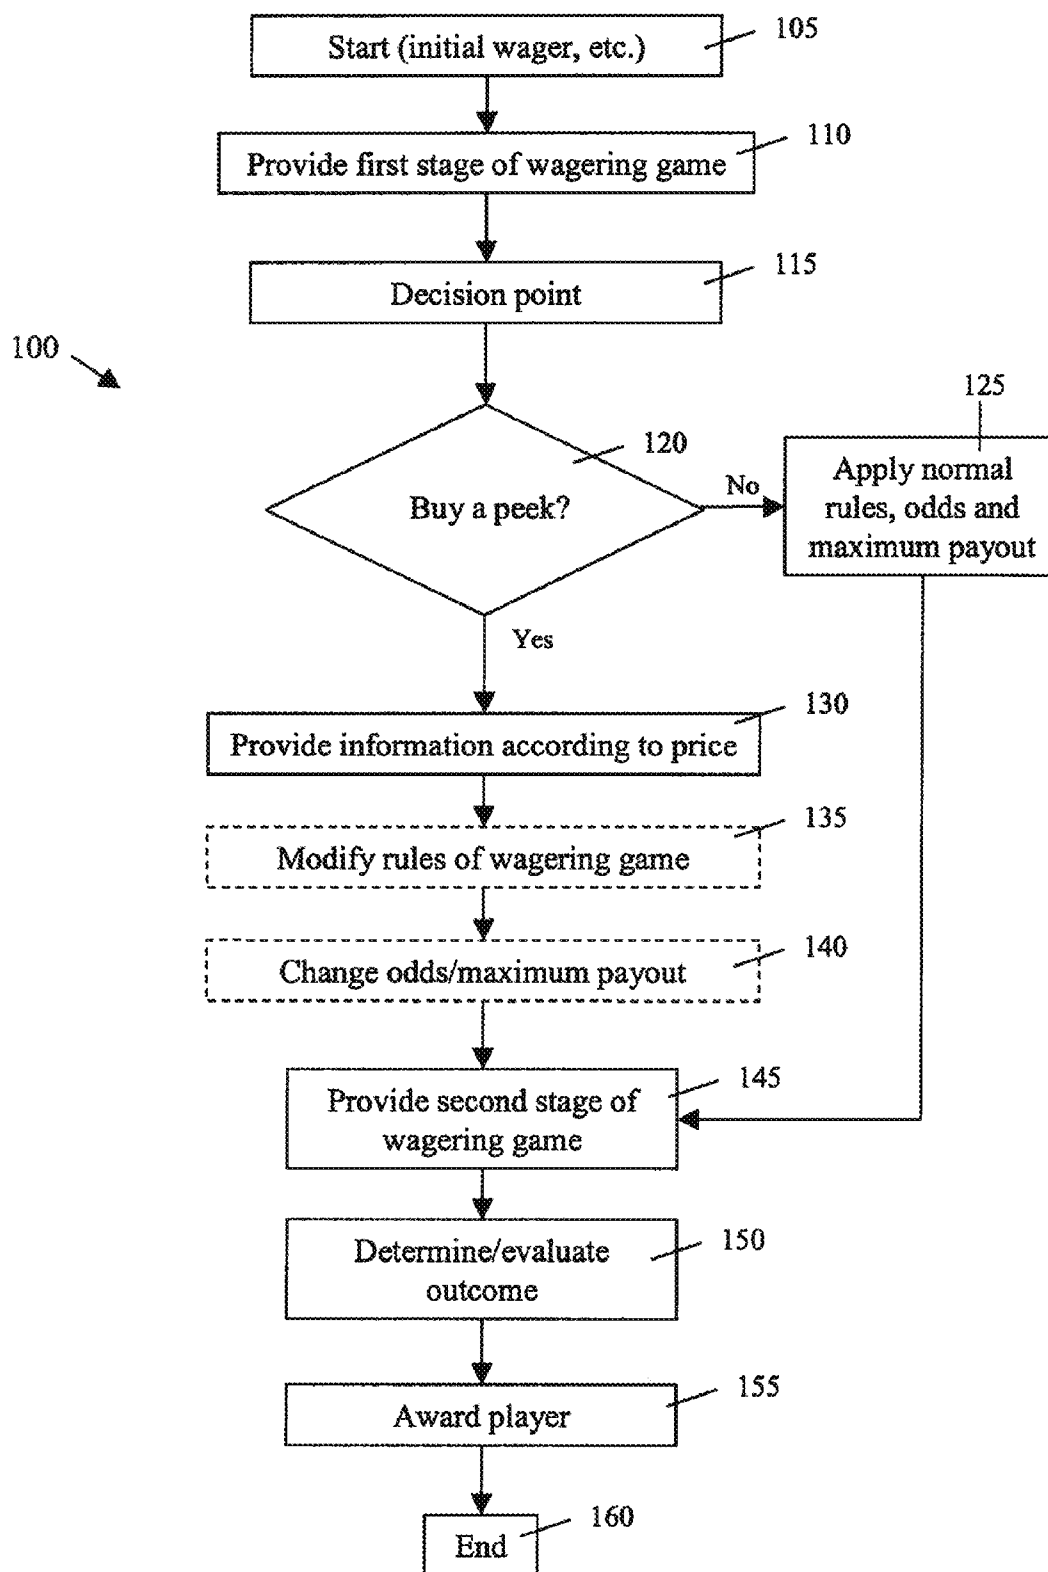 Start (initial wager, etc.)
105
Provide first stage of wagering game
110
Decision point
115
100
Buy a peek?
120
No
125
Apply normal
rules, odds and
maximum payout
Yes
Provide information according to price
130
Modify rules of wagering game
135
Change odds/maximum payout
140
Provide second stage of
wagering game
145
Determine/evaluate
outcome
150
Award player
155
End
160